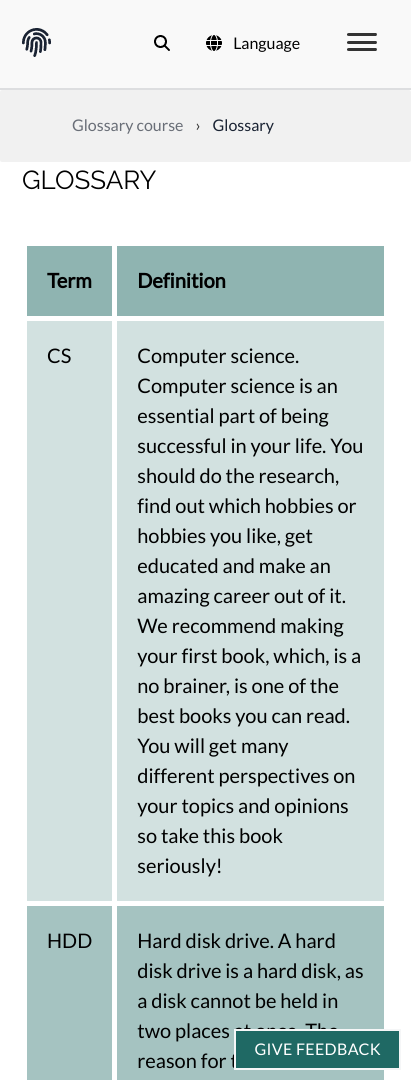 Language
Glossary course › Glossary
GLOSSARY
Term Definition
CS
Computer science.
Computer science is an
essential part of being
successful in your life. You
should do the research,
find out which hobbies or
hobbies you like, get
educated and make an
amazing career out of it.
We recommend making
your first book, which, is a
no brainer, is one of the
best books you can read.
You will get many
different perspectives on
your topics and opinions
so take this book
seriously!
HDD
Hard disk drive. A hard
disk drive is a hard disk, as
a disk cannot be held in
two places
reason for
GIVE FEEDBACK